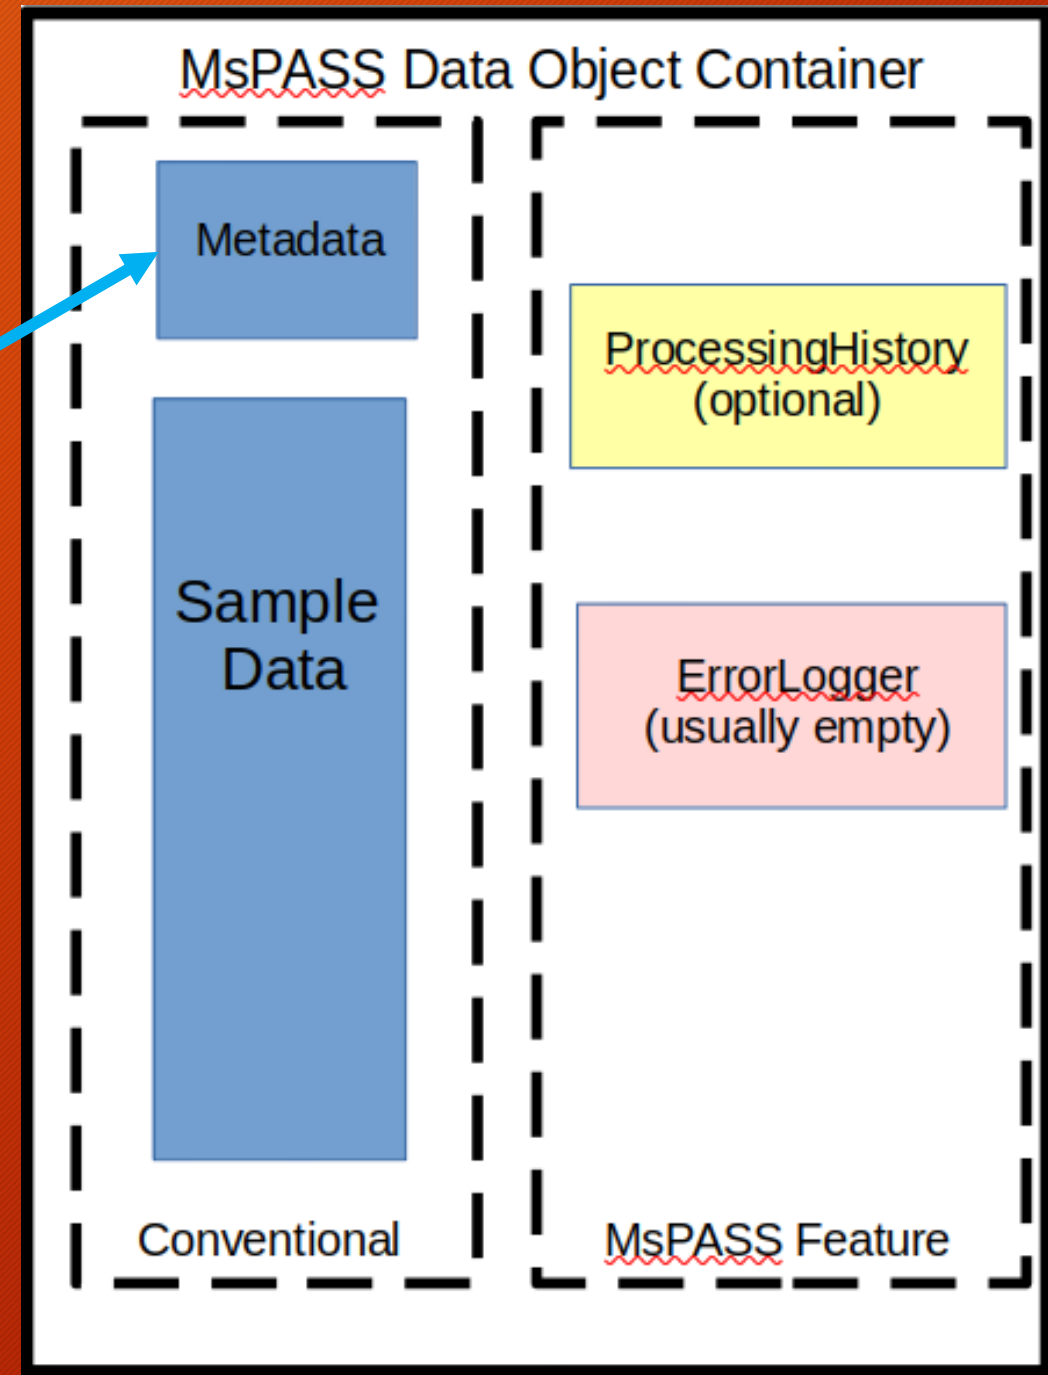 MsPASS Data Object Container
Metadata
Sample
Data
Conventional
ProcessingHistory
(optional)
ErrorLogger
(usually empty)
MsPASS Feature